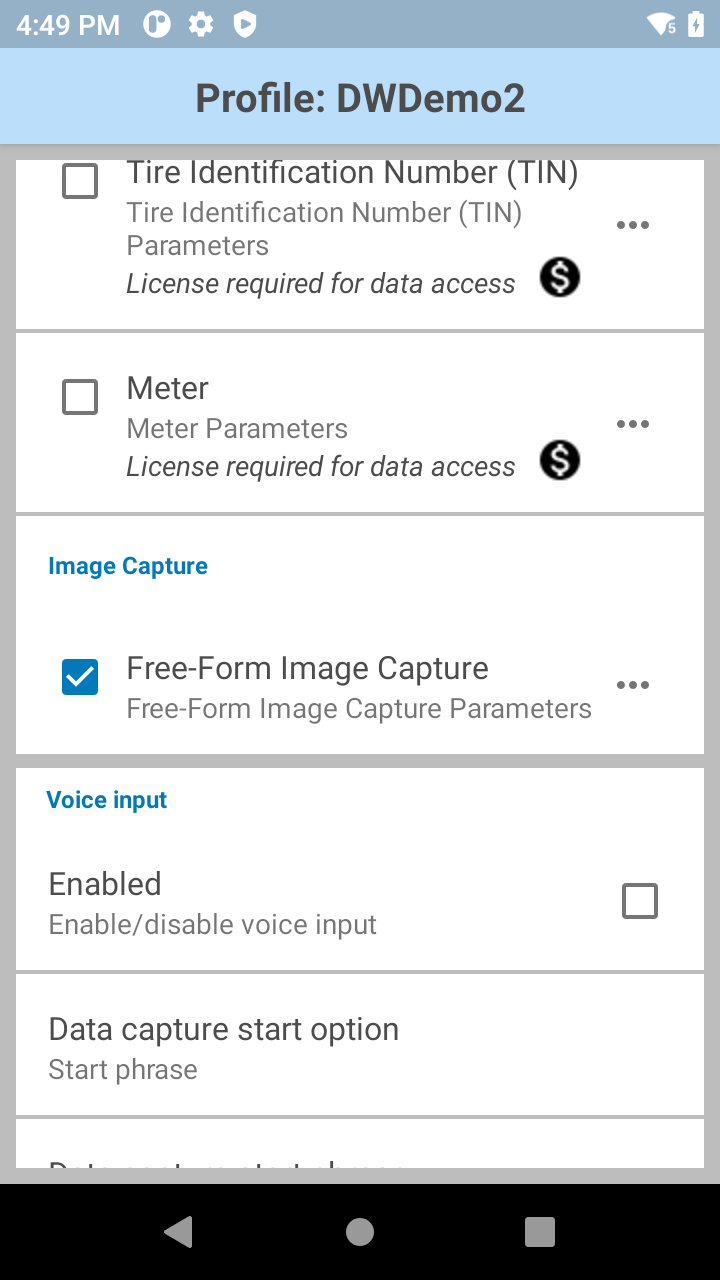 4:49 PM
5
Profile: DWDemo2
Tire Identification Number (TIN)
Tire Identification Number (TIN)
Parameters
License required for data access
Meter
Meter Parameters
License required for data access
Image Capture
Free-Form Image Capture
Free-Form Image Capture Parameters
Voice input
Enabled
Enable/disable voice input
Data capture start option
Start phrase